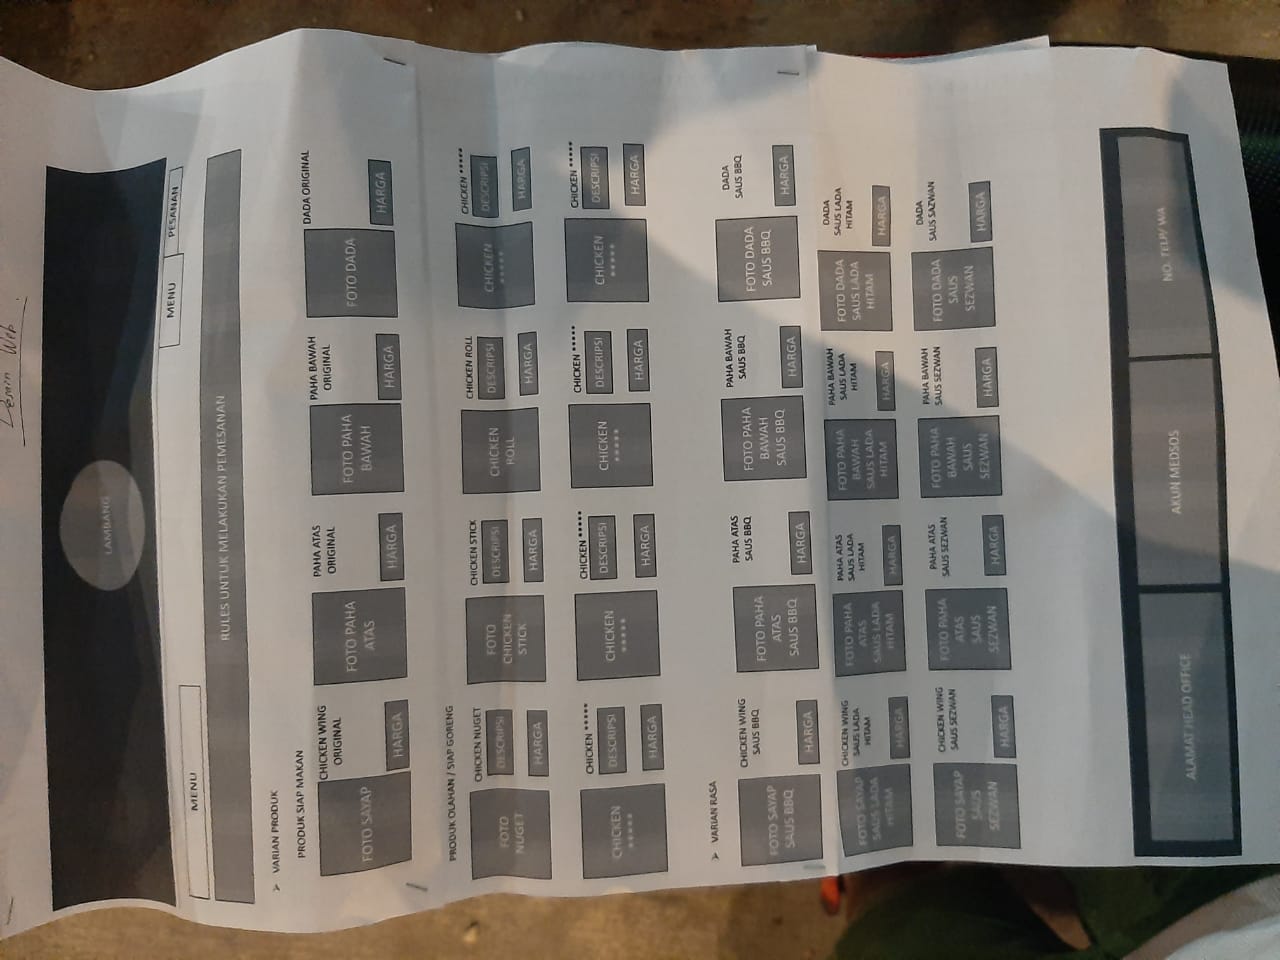 Desain Web
LAMBANG
MENU
MENU
PESANAN
RULES UNTUK MELAKUKAN PEMESANAN
➢ VARIAN PRODUK
PRODUK SIAP MAKAN
FOTO SAYAP
CHICKEN WING
ORIGINAL
HARGA
FOTO PAHA
ATAS
PAHA ATAS
ORIGINAL
HARGA
FOTO PAHA
BAWAH
PAHA BAWAH
ORIGINAL
HARGA
FOTO DADA
DADA ORIGINAL
HARGA
PRODUK OLAHAN / SIAP GORENG
FOTO
NUGET
CHICKEN NUGET
DESCRIPSI
HARGA
FOTO
CHICKEN
STICK
CHICKEN STICK
DESCRIPSI
HARGA
CHICKEN
ROLL
CHICKEN ROLL
DESCRIPSI
HARGA
CHICKEN
*****
CHICKEN *****
DESCRIPSI
HARGA
CHICKEN
*****
CHICKEN *****
DESCRIPSI
HARGA
CHICKEN
*****
CHICKEN *****
DESCRIPSI
HARGA
CHICKEN
*****
CHICKEN *****
DESCRIPSI
HARGA
CHICKEN
*****
CHICKEN *****
DESCRIPSI
HARGA
➢ VARIAN RASA
FOTO SAYAP
SAUS BBQ
CHICKEN WING
SAUS BBQ
HARGA
FOTO PAHA
ATAS
SAUS BBQ
PAHA ATAS
SAUS BBQ
HARGA
FOTO PAHA
BAWAH
SAUS BBQ
PAHA BAWAH
SAUS BBQ
HARGA
FOTO DADA
SAUS BBQ
DADA
SAUS BBQ
HARGA
FOTO SAYAP
SAUS LADA
HITAM
CHICKEN WING
SAUS LADA
HITAM
HARGA
FOTO PAHA
ATAS
SAUS LADA
HITAM
PAHA ATAS
SAUS LADA
HITAM
HARGA
FOTO PAHA
BAWAH
SAUS LADA
HITAM
PAHA BAWAH
SAUS LADA
HITAM
HARGA
FOTO DADA
SAUS LADA
HITAM
DADA
SAUS LADA
HITAM
HARGA
FOTO SAYAP
SAUS
SEZWAN
CHICKEN WING
SAUS SEZWAN
HARGA
FOTO PAHA
ATAS
SAUS
SEZWAN
PAHA ATAS
SAUS SEZWAN
HARGA
FOTO PAHA
BAWAH
SAUS
SEZWAN
PAHA BAWAH
SAUS SEZWAN
HARGA
FOTO DADA
SAUS
SEZWAN
DADA
SAUS SAZWAN
HARGA
ALAMAT HEAD OFFICE
AKUN MEDSOS
NO. TELP/ WA